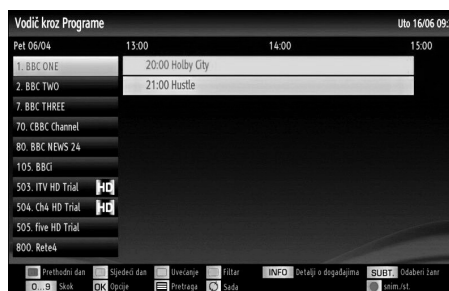 Vodič kroz Programe Uto 16/06 09:
Pet 06/04 13:00 14:00 15:00
1. BBC ONE 20:00 Holby City
2. BBC TWO 21:00 Hustle
7. BBC THREE
70. CBBC Channel
80. BBC NEWS 24
105. BBCi
503. ITV HD Trial HD
504. Ch4 HD Trial HD
505. five HD Trial
800. Rete4
Prethodni dan Sljedeći dan Uvećanje Filtar INFO Detalji o događajima SUBT. Odaberi žanr
0...9 Skok OK Opcije Pretraga Sada snim./st.